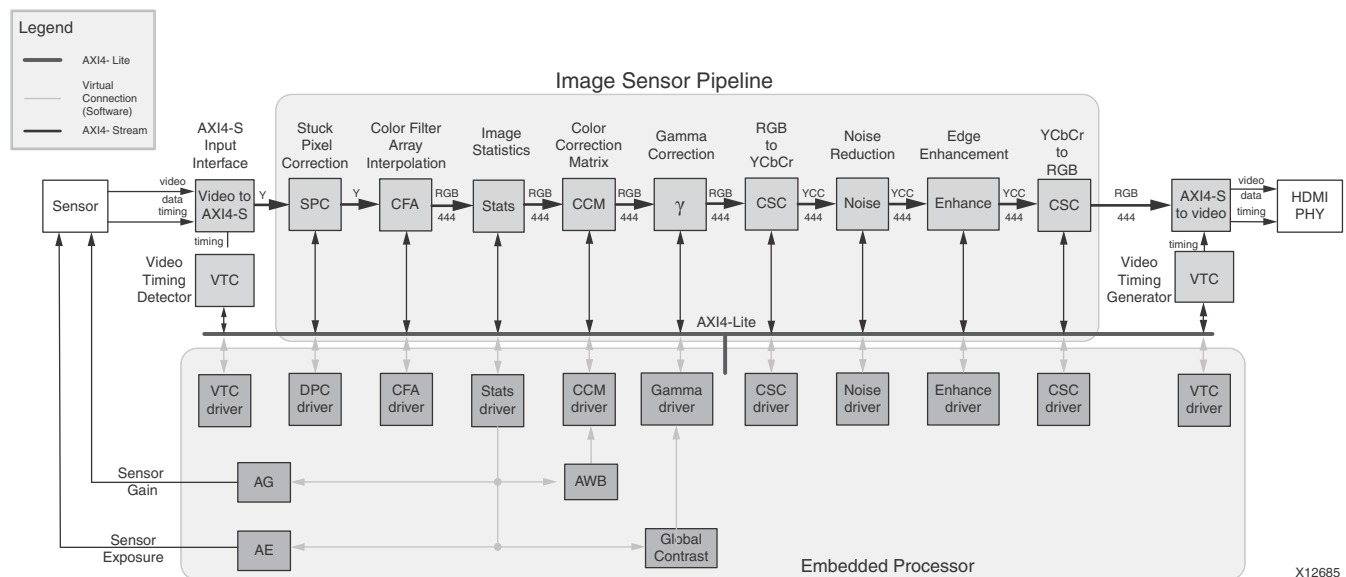 Legend
AXI4- Lite
Virtual
Connection
(Software)
AXI4- Stream
Image Sensor Pipeline
AXI4-S
Input
Interface
Stuck
Pixel
Correction
Color Filter
Array
Interpolation
Image
Statistics
Color
Correction
Matrix
Gamma
Correction
RGB
to
YCbCr
Noise
Reduction
Edge
Enhancement
YCbCr
to
RGB
Sensor
video
data
timing
Video to
AXI4-S
Y
SPC
Y
CFA
RGB
444
Stats
RGB
444
CCM
RGB
444
γ
RGB
444
CSC
YCC
444
Noise
YCC
444
Enhance
YCC
444
CSC
RGB
444
AXI4-S
to video
video
data
timing
HDMI
PHY
timing
Video
Timing
Detector
VTC
timing
Video
Timing
Generator
VTC
AXI4-Lite
VTC
driver
DPC
driver
CFA
driver
Stats
driver
CCM
driver
Gamma
driver
CSC
driver
Noise
driver
Enhance
driver
CSC
driver
VTC
driver
Sensor
Gain
AG
AWB
Sensor
Exposure
AE
Global
Contrast
Embedded Processor
X12685